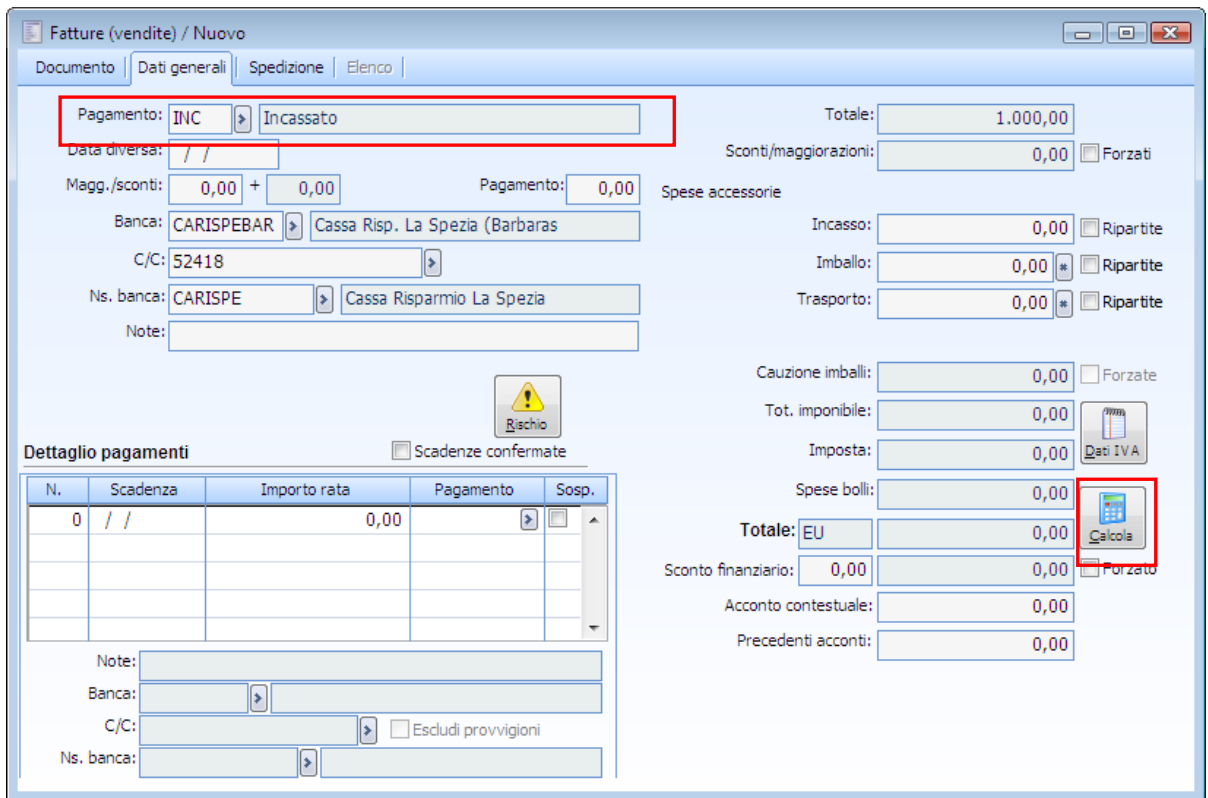 Fatture (vendite) / Nuovo
Documento Dati generali Spedizione Elenco
Pagamento: INC Incassato
Data diversa: / /
Magg./sconti: 0,00 + 0,00 Pagamento: 0,00
Banca: CARISPEBAR Cassa Risp. La Spezia (Barbaras
C/C: 52418
Ns. banca: CARISPE Cassa Risparmio La Spezia
Note:
Rischio
Dettaglio pagamenti Scadenze confermate
N. Scadenza Importo rata Pagamento Sosp.
0 / / 0,00
Note:
Banca:
C/C: Escludi provvigioni
Ns. banca:
Totale: 1.000,00
Sconti/maggiorazioni: 0,00 Forzati
Spese accessorie
Incasso: 0,00 Ripartite
Imballo: 0,00 * Ripartite
Trasporto: 0,00 * Ripartite
Cauzione imballi: 0,00 Forzate
Tot. imponibile: 0,00
Imposta: 0,00 Dati IVA
Spese bolli: 0,00
Totale: EU 0,00 Calcola
Sconto finanziario: 0,00 0,00 Forzato
Acconto contestuale: 0,00
Precedenti acconti: 0,00